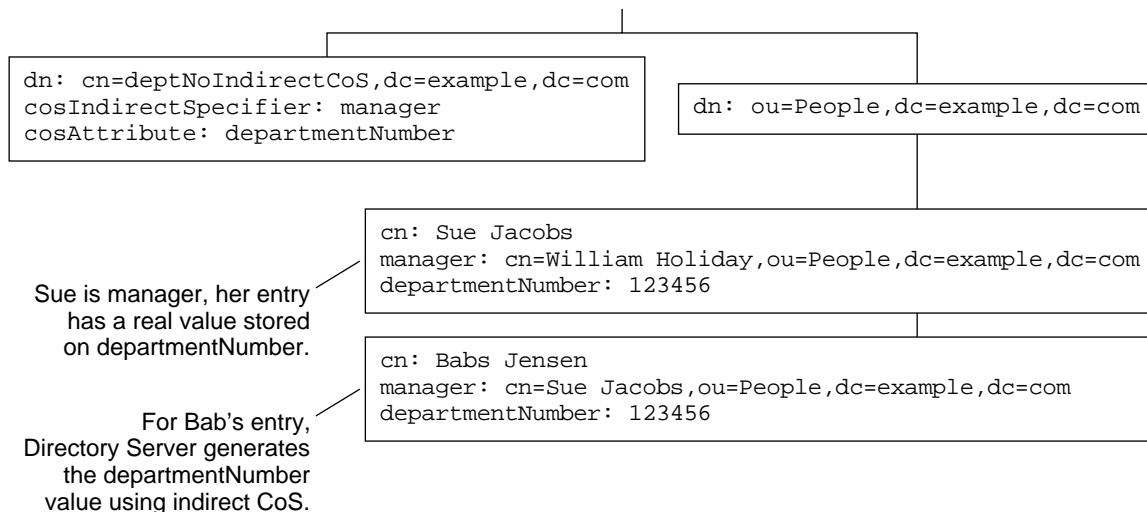 dn: cn=deptNoIndirectCoS,dc=example,dc=com
cosIndirectSpecifier: manager
cosAttribute: departmentNumber
dn: ou=People,dc=example,dc=com
cn: Sue Jacobs
manager: cn=William Holiday,ou=People,dc=example,dc=com
departmentNumber: 123456
Sue is manager, her entry
has a real value stored
on departmentNumber.
cn: Babs Jensen
manager: cn=Sue Jacobs,ou=People,dc=example,dc=com
departmentNumber: 123456
For Bab's entry,
Directory Server generates
the departmentNumber
value using indirect CoS.